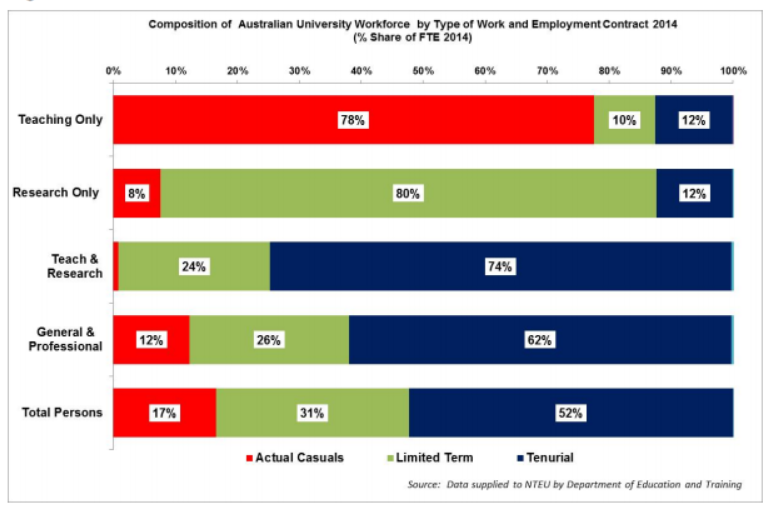 Composition of Australian University Workforce by Type of Work and Employment Contract 2014
(% Share of FTE 2014)
0% 10% 20% 30% 40% 50% 60% 70% 80% 90% 100%
Teaching Only 78% 10% 12%
Research Only 8% 80% 12%
Teach &
Research 24% 74%
General &
Professional 12% 26% 62%
Total Persons 17% 31% 52%
Actual Casuals Limited Term Tenurial
Source: Data supplied to NTEU by Department of Education and Training